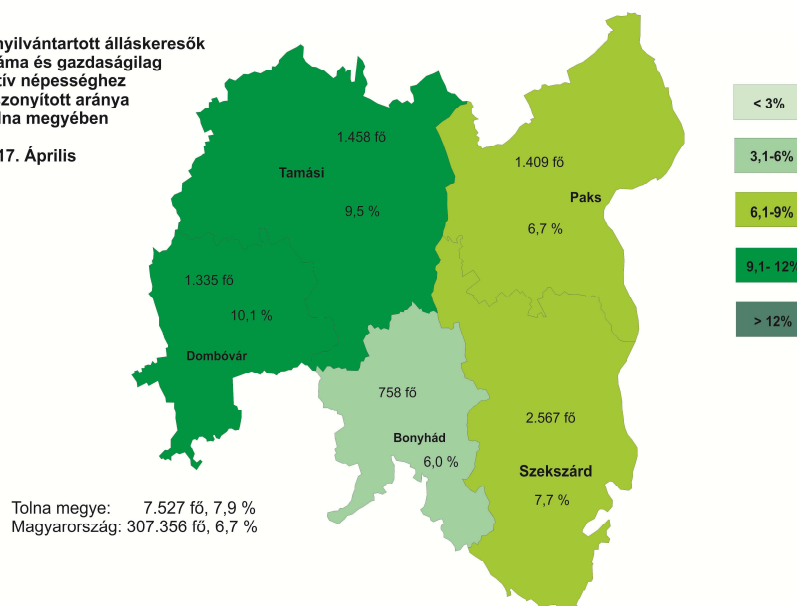 nyilvántartott álláskeresők
áma és gazdaságilag
tív népességhez
szonyított aránya
lna megyében
17. Április
1.458 fő
Tamási
9,5 %
1.409 fő
Paks
6,7 %
1.335 fő
10,1 %
Dombóvár
758 fő
Bonyhád
6,0 %
2.567 fő
Szekszárd
7,7 %
< 3%
3,1-6%
6,1-9%
9,1- 12%
> 12%
Tolna megye: 7.527 fő, 7,9 %
Magyarország: 307.356 fő, 6,7 %